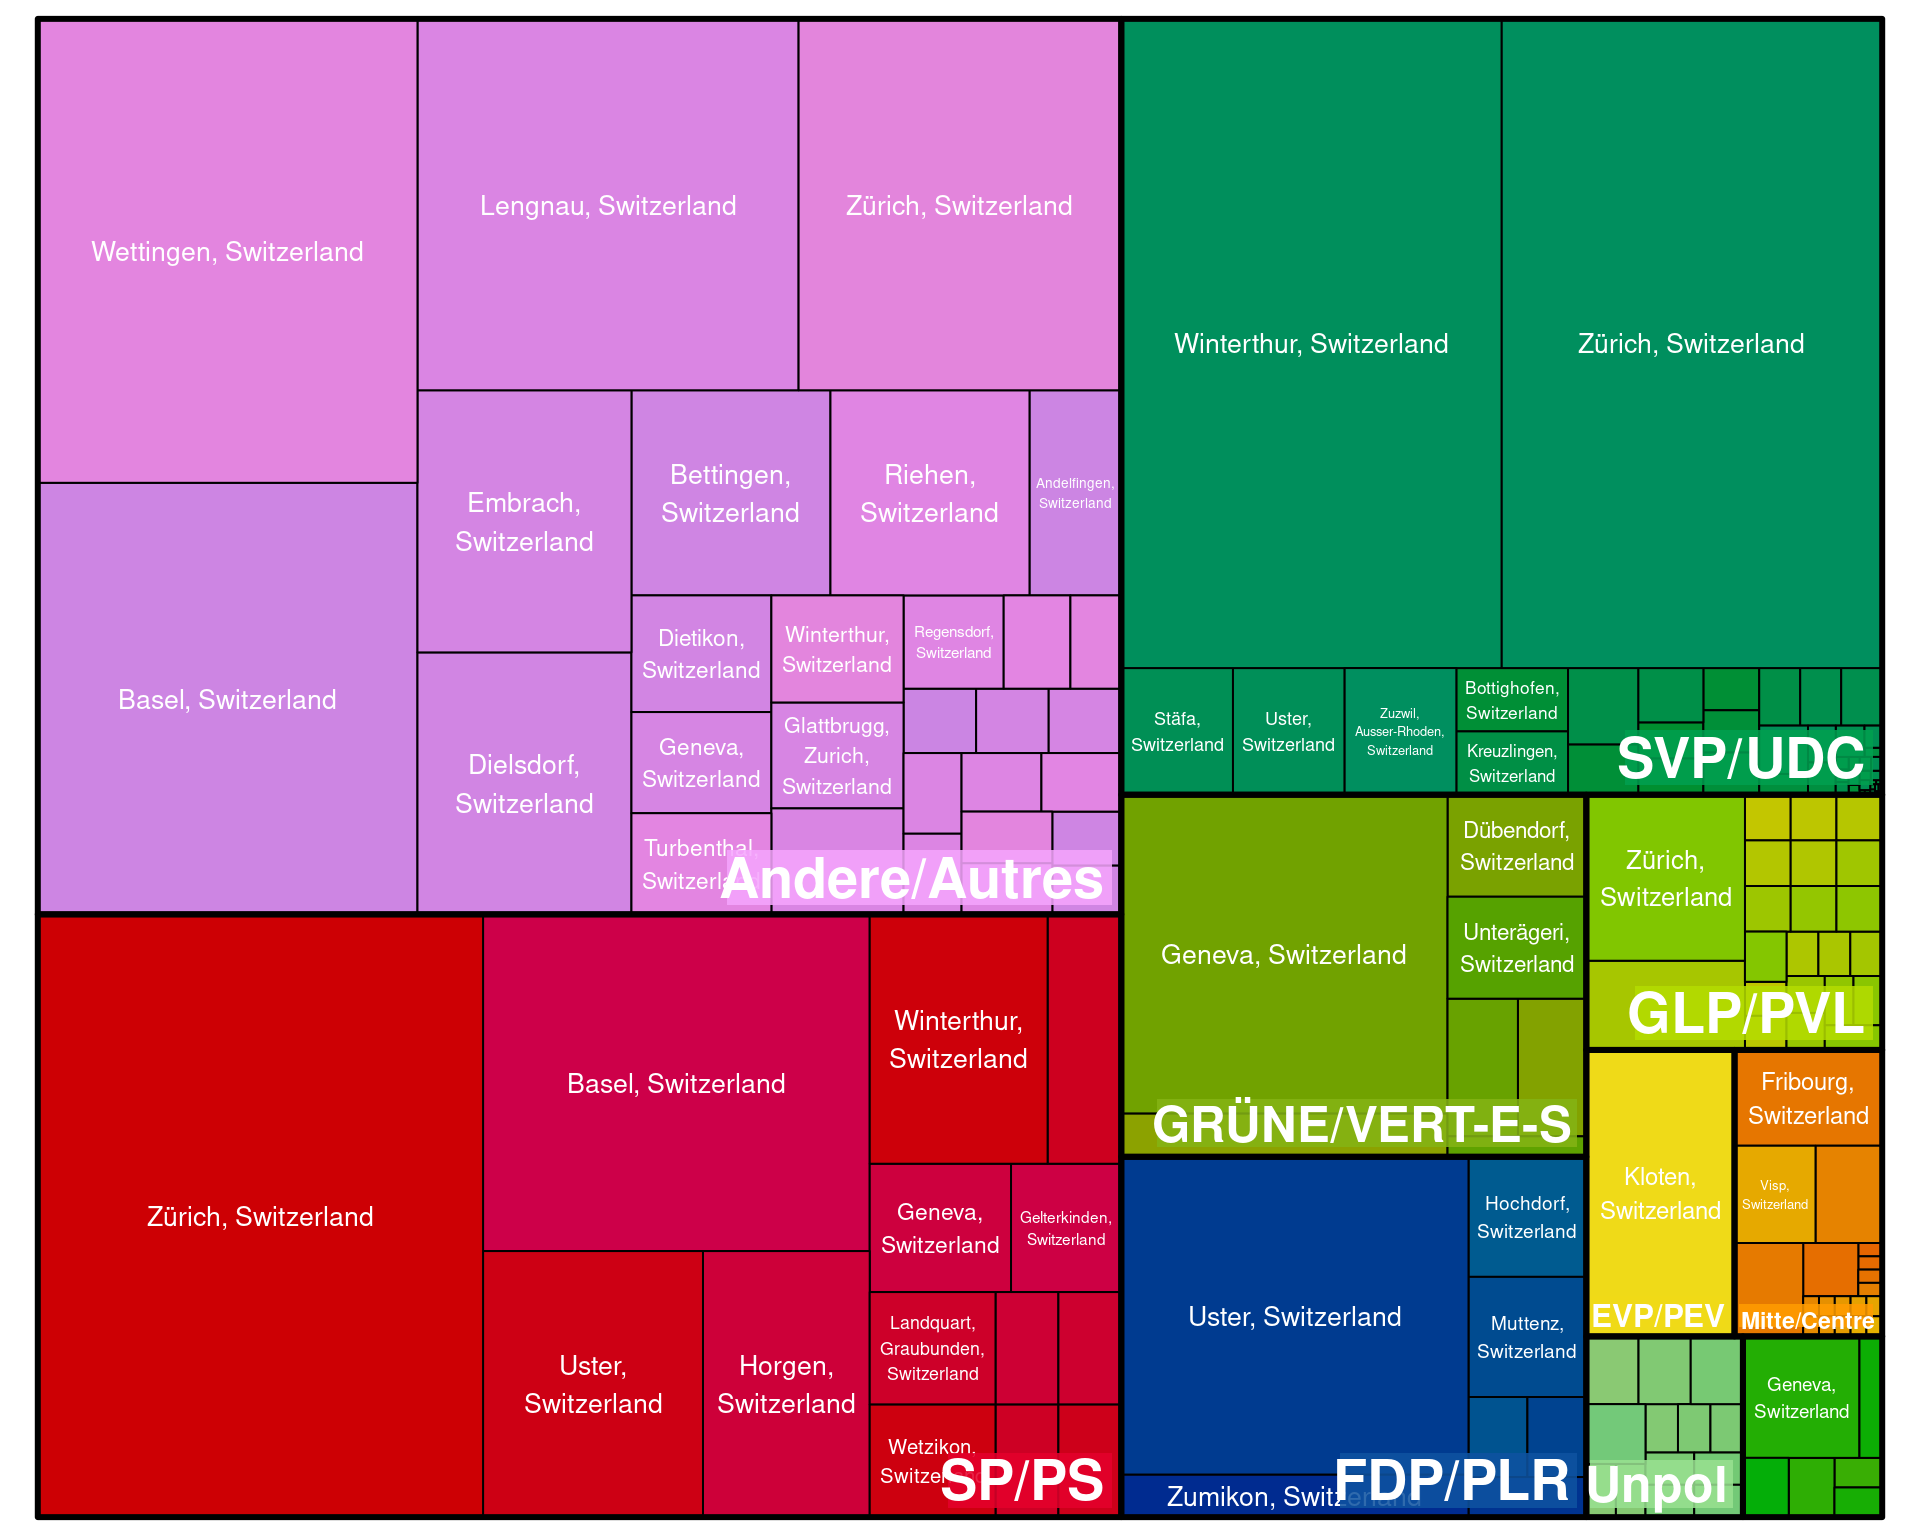 Wettingen, Switzerland
Lengnau, Switzerland
Zürich, Switzerland
Basel, Switzerland
Embrach,
Switzerland
Bettingen,
Switzerland
Riehen,
Switzerland
Andelfingen,
Switzerland
Dielsdorf,
Switzerland
Dietikon,
Switzerland
Winterthur,
Switzerland
Regensdorf,
Switzerland
Geneva,
Switzerland
Glattbrugg,
Zurich,
Switzerland
Turbenthal,
Switzerland
Andere/Autres
Winterthur, Switzerland
Zürich, Switzerland
Stäfa,
Switzerland
Uster,
Switzerland
Zuzwil,
Ausser-Rhoden,
Switzerland
Bottighofen,
Switzerland
Kreuzlingen,
Switzerland
SVP/UDC
Zürich, Switzerland
Basel, Switzerland
Winterthur,
Switzerland
Uster,
Switzerland
Horgen,
Switzerland
Geneva,
Switzerland
Gelterkinden,
Switzerland
Landquart,
Graubunden,
Switzerland
Wetzikon,
Switzerland
SP/PS
Geneva, Switzerland
Dübendorf,
Switzerland
Unterägeri,
Switzerland
GRÜNE/VERT-E-S
Zürich,
Switzerland
GLP/PVL
Uster, Switzerland
Hochdorf,
Switzerland
Muttenz,
Switzerland
Zumikon, Switzerland
FDP/PLR
Kloten,
Switzerland
EVP/PEV
Fribourg,
Switzerland
Visp,
Switzerland
Mitte/Centre
Unpol
Geneva,
Switzerland